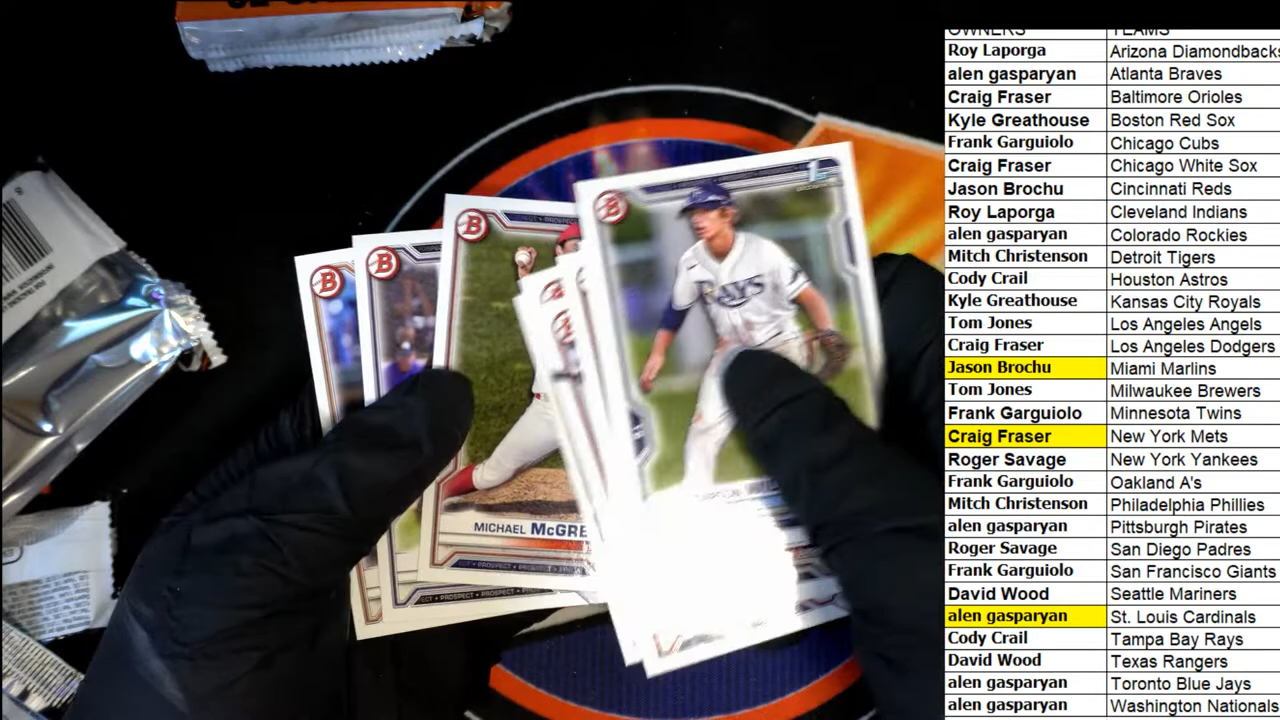 B
B
B
B
1st
RAYS
MICHAEL McGRE
PROSPECT • PROSPECT
OWNERS TEAMS
Roy Laporga Arizona Diamondbacks
alen gasparyan Atlanta Braves
Craig Fraser Baltimore Orioles
Kyle Greathouse Boston Red Sox
Frank Garguiolo Chicago Cubs
Craig Fraser Chicago White Sox
Jason Brochu Cincinnati Reds
Roy Laporga Cleveland Indians
alen gasparyan Colorado Rockies
Mitch Christenson Detroit Tigers
Cody Crail Houston Astros
Kyle Greathouse Kansas City Royals
Tom Jones Los Angeles Angels
Craig Fraser Los Angeles Dodgers
Jason Brochu Miami Marlins
Tom Jones Milwaukee Brewers
Frank Garguiolo Minnesota Twins
Craig Fraser New York Mets
Roger Savage New York Yankees
Frank Garguiolo Oakland A's
Mitch Christenson Philadelphia Phillies
alen gasparyan Pittsburgh Pirates
Roger Savage San Diego Padres
Frank Garguiolo San Francisco Giants
David Wood Seattle Mariners
alen gasparyan St. Louis Cardinals
Cody Crail Tampa Bay Rays
David Wood Texas Rangers
alen gasparyan Toronto Blue Jays
alen gasparyan Washington Nationals